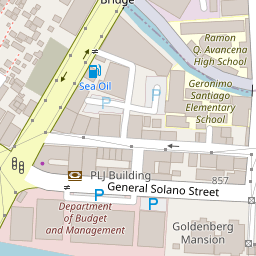 Bridge
Ramon
Q. Avancena
High School
Sea Oil
P
Geronimo
Santiago
Elementary
School
P
PLJ Building
857
General Solano Street
P
P
Department
of Budget
and Management
Goldenberg
Mansion